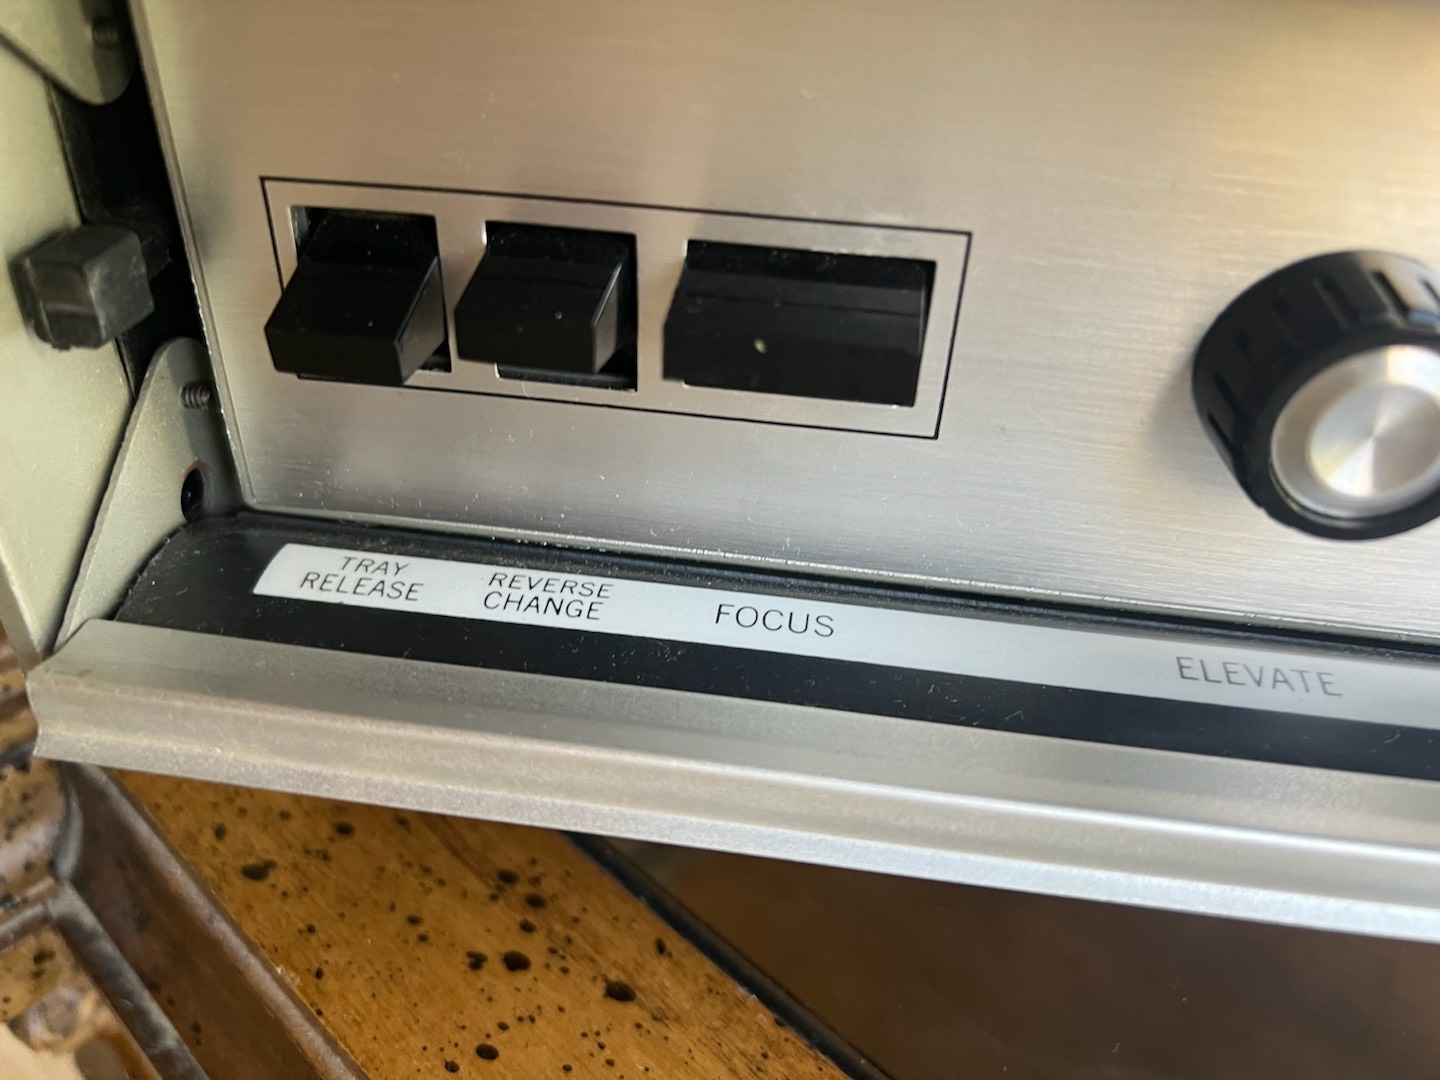 TRAY
RELEASE
REVERSE
CHANGE
FOCUS
ELEVATE